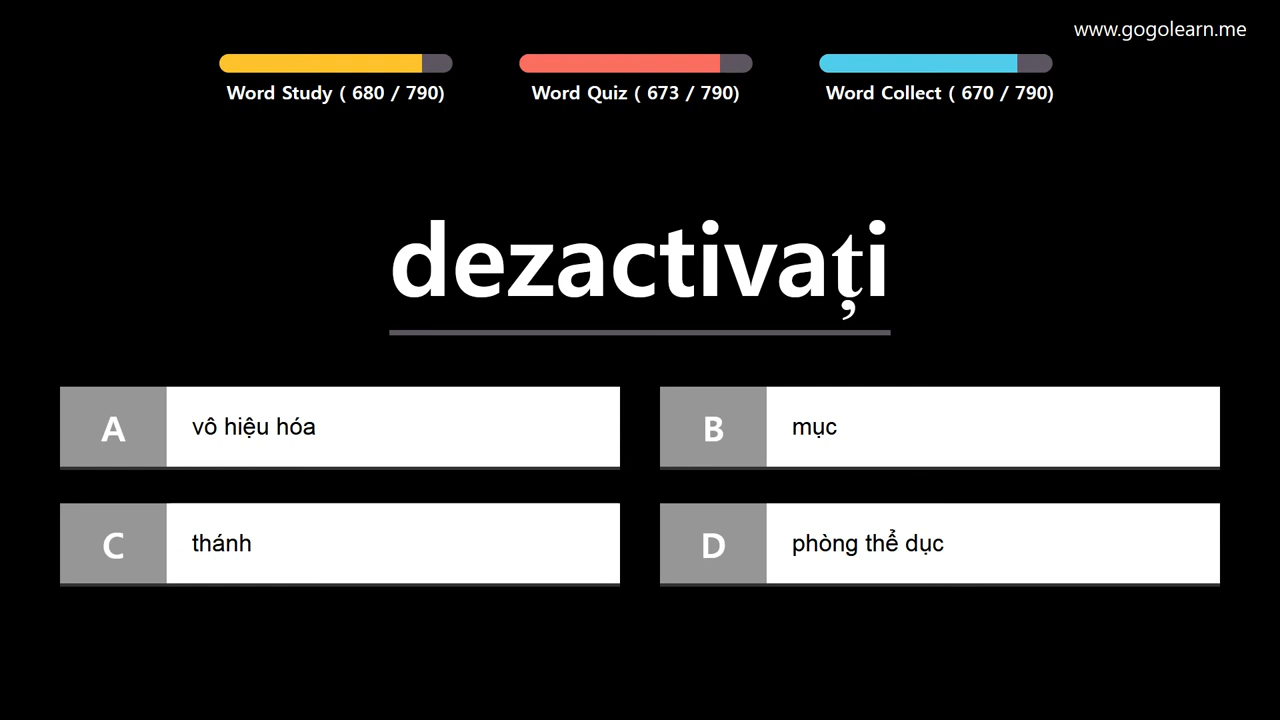 www.gogolearn.me
Word Study ( 680 / 790)
Word Quiz ( 673 / 790)
Word Collect ( 670 / 790)
dezactivați
A vô hiệu hóa
B mục
C thánh
D phòng thể dục